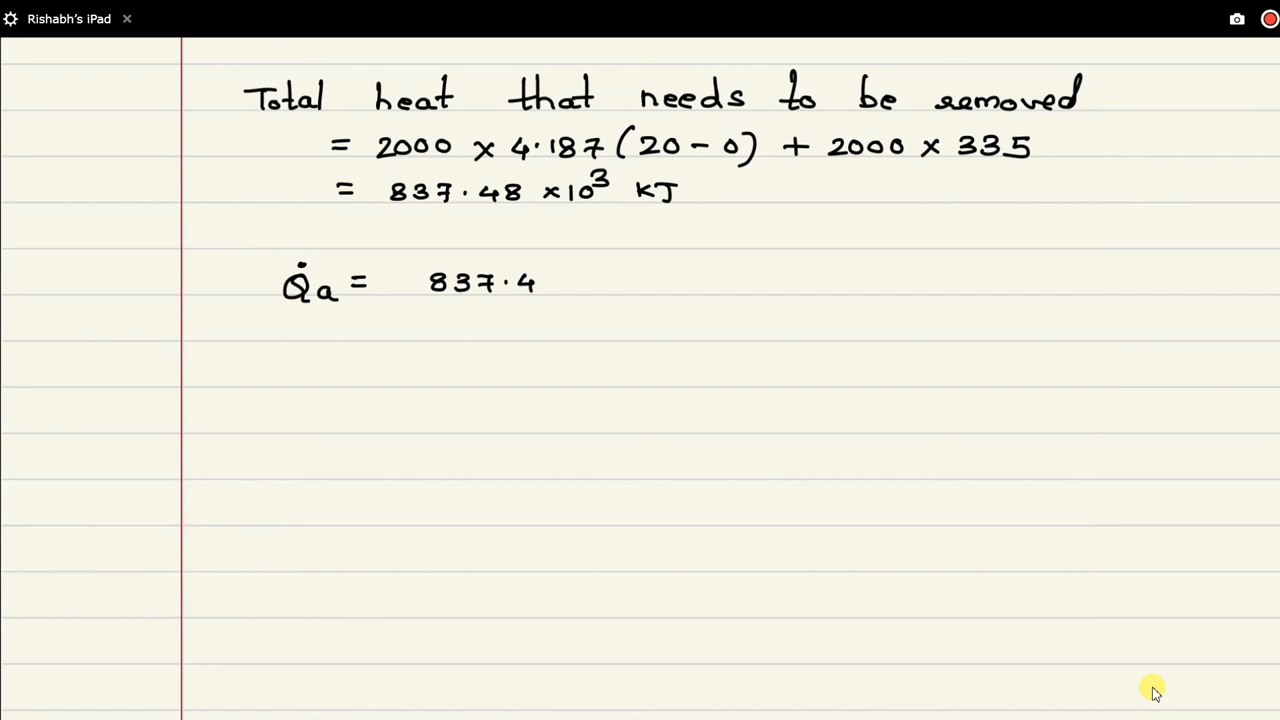 Rishabh's iPad
Total heat that needs to be removed
= 2000 × 4.187 (20 - 0) + 2000 × 335
= 837.48 ×10³ KJ
Q̇a = 837.4